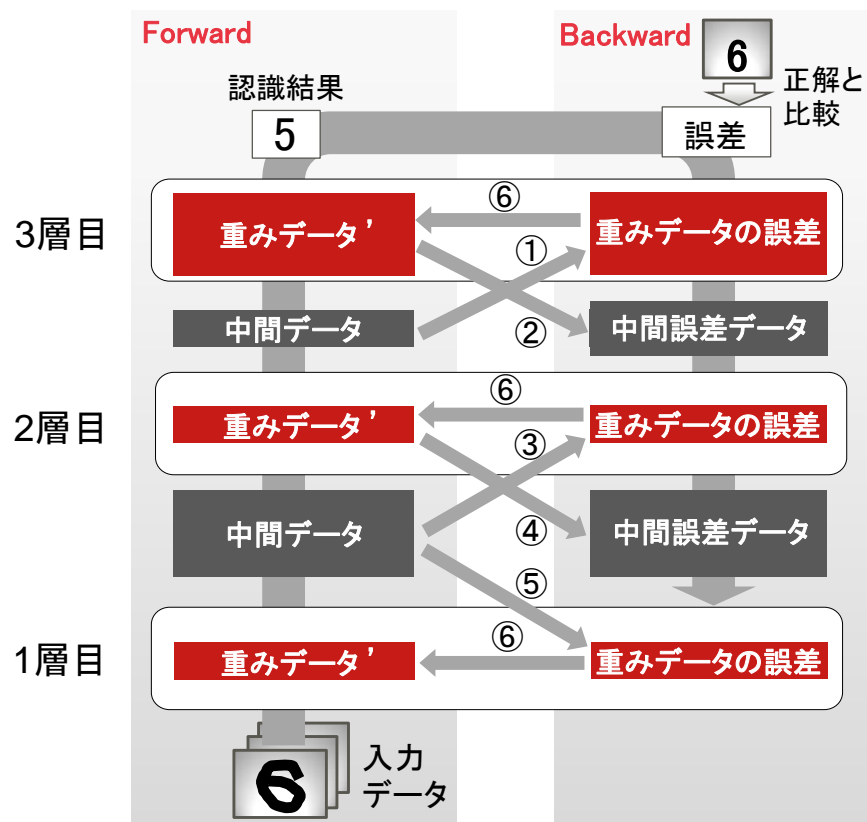 Forward
Backward
6
認識結果
正解と
比較
5
誤差
3層目
重みデータ’
⑥
重みデータの誤差
①
中間データ
②
中間誤差データ
2層目
重みデータ’
⑥
重みデータの誤差
③
中間データ
④
中間誤差データ
⑤
1層目
重みデータ’
⑥
重みデータの誤差
6
入力
データ